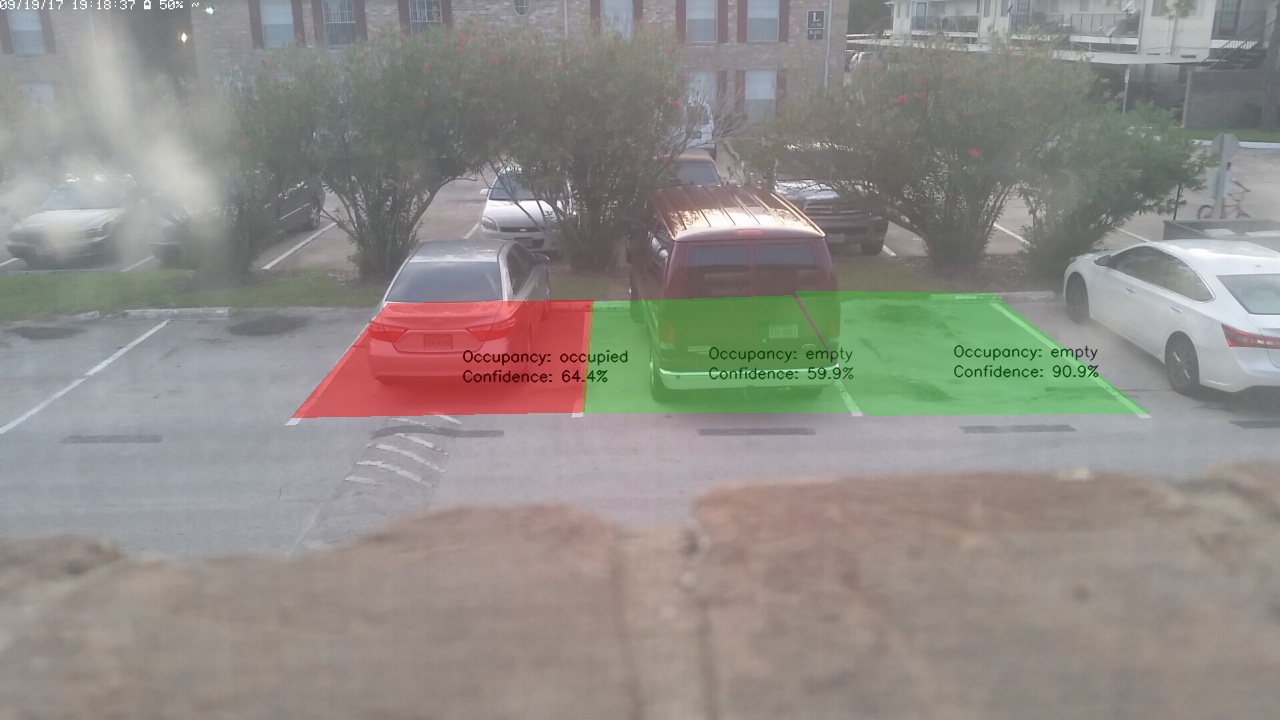 09/19/17 19:18:37 50% ~
L
Occupancy: occupied
Confidence: 64.4%
Occupancy: empty
Confidence: 59.9%
Occupancy: empty
Confidence: 90.9%